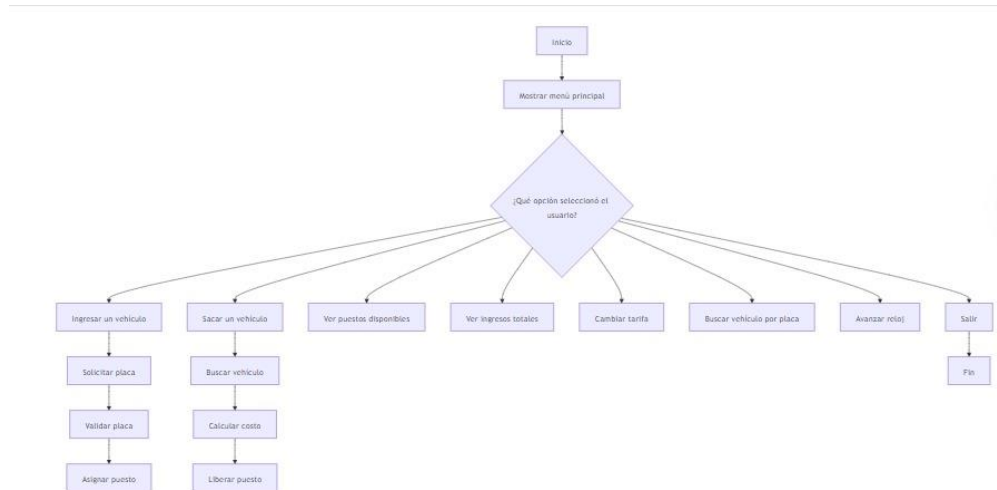 Inicio
Mostrar menú principal
¿Qué opción seleccionó el
usuario?
Ingresar un vehículo
Sacar un vehículo
Ver puestos disponibles
Ver ingresos totales
Cambiar tarifa
Buscar vehículo por placa
Avanzar reloj
Salir
Solicitar placa
Buscar vehículo
Fin
Validar placa
Calcular costo
Asignar puesto
Liberar puesto